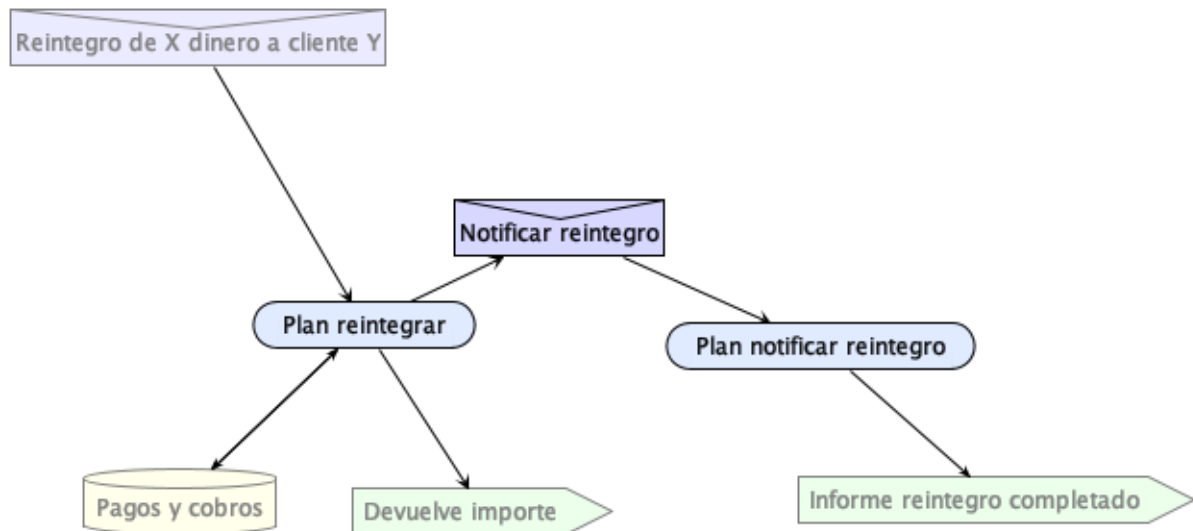 Reintegro de X dinero a cliente Y
Notificar reintegro
Plan reintegrar
Plan notificar reintegro
Pagos y cobros
Devuelve importe
Informe reintegro completado